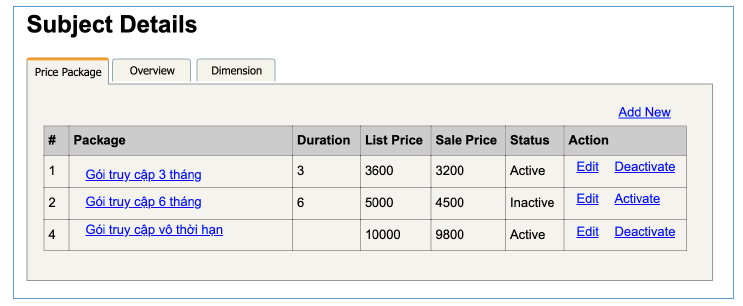 Subject Details
Price Package Overview Dimension
Add New
# Package Duration List Price Sale Price Status Action
1 Gói truy cập 3 tháng 3 3600 3200 Active Edit Deactivate
2 Gói truy cập 6 tháng 6 5000 4500 Inactive Edit Activate
4 Gói truy cập vô thời hạn 10000 9800 Active Edit Deactivate